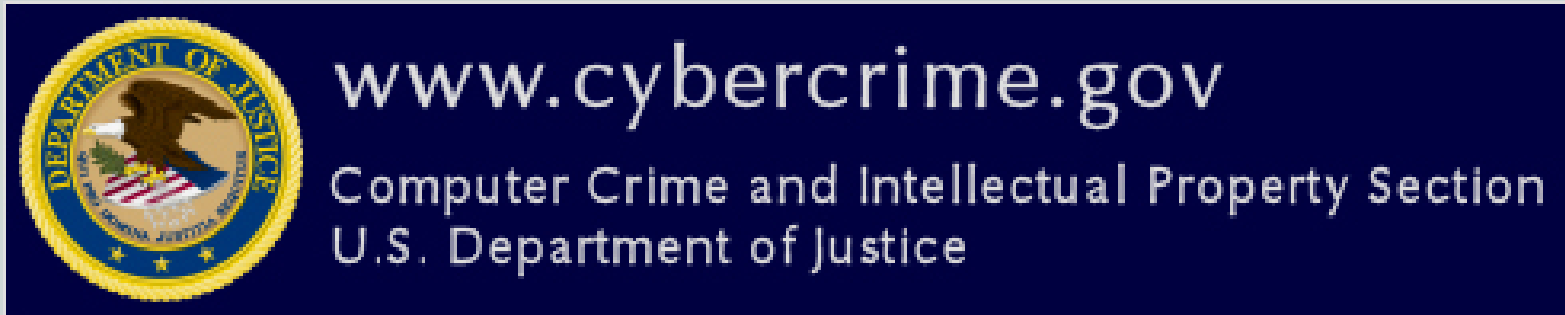 DEPARTMENT OF JUSTICE
www.cybercrime.gov
Computer Crime and Intellectual Property Section
U.S. Department of Justice